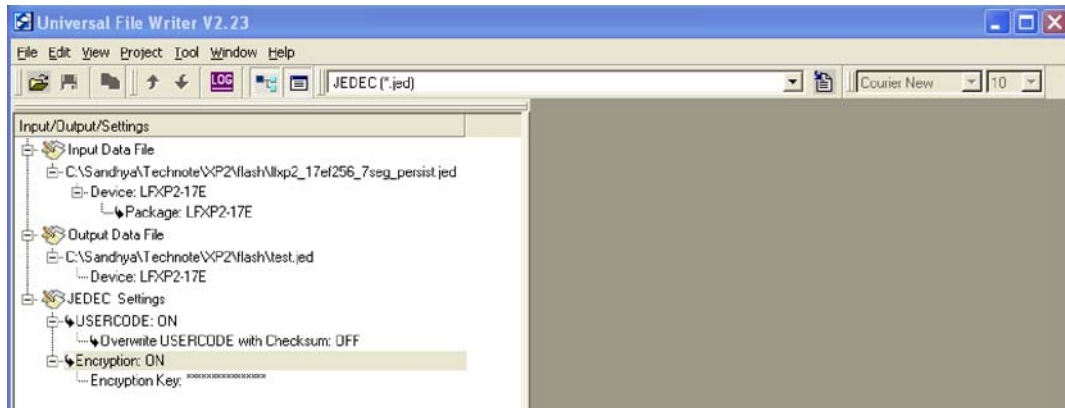 Universal File Writer V2.23
File Edit View Project Tool Window Help
LOG JEDEC (*.jed) Courier New 10
Input/Output/Settings
Input Data File
C:\Sandhya\Technote\XP2\flash\llxp2_17ef256_7seg_persist.jed
Device: LFXP2-17E
Package: LFXP2-17E
Output Data File
C:\Sandhya\Technote\XP2\flash\test.jed
Device: LFXP2-17E
JEDEC Settings
USERCODE: ON
Overwrite USERCODE with Checksum: OFF
Encryption: ON
Encryption Key: ****************